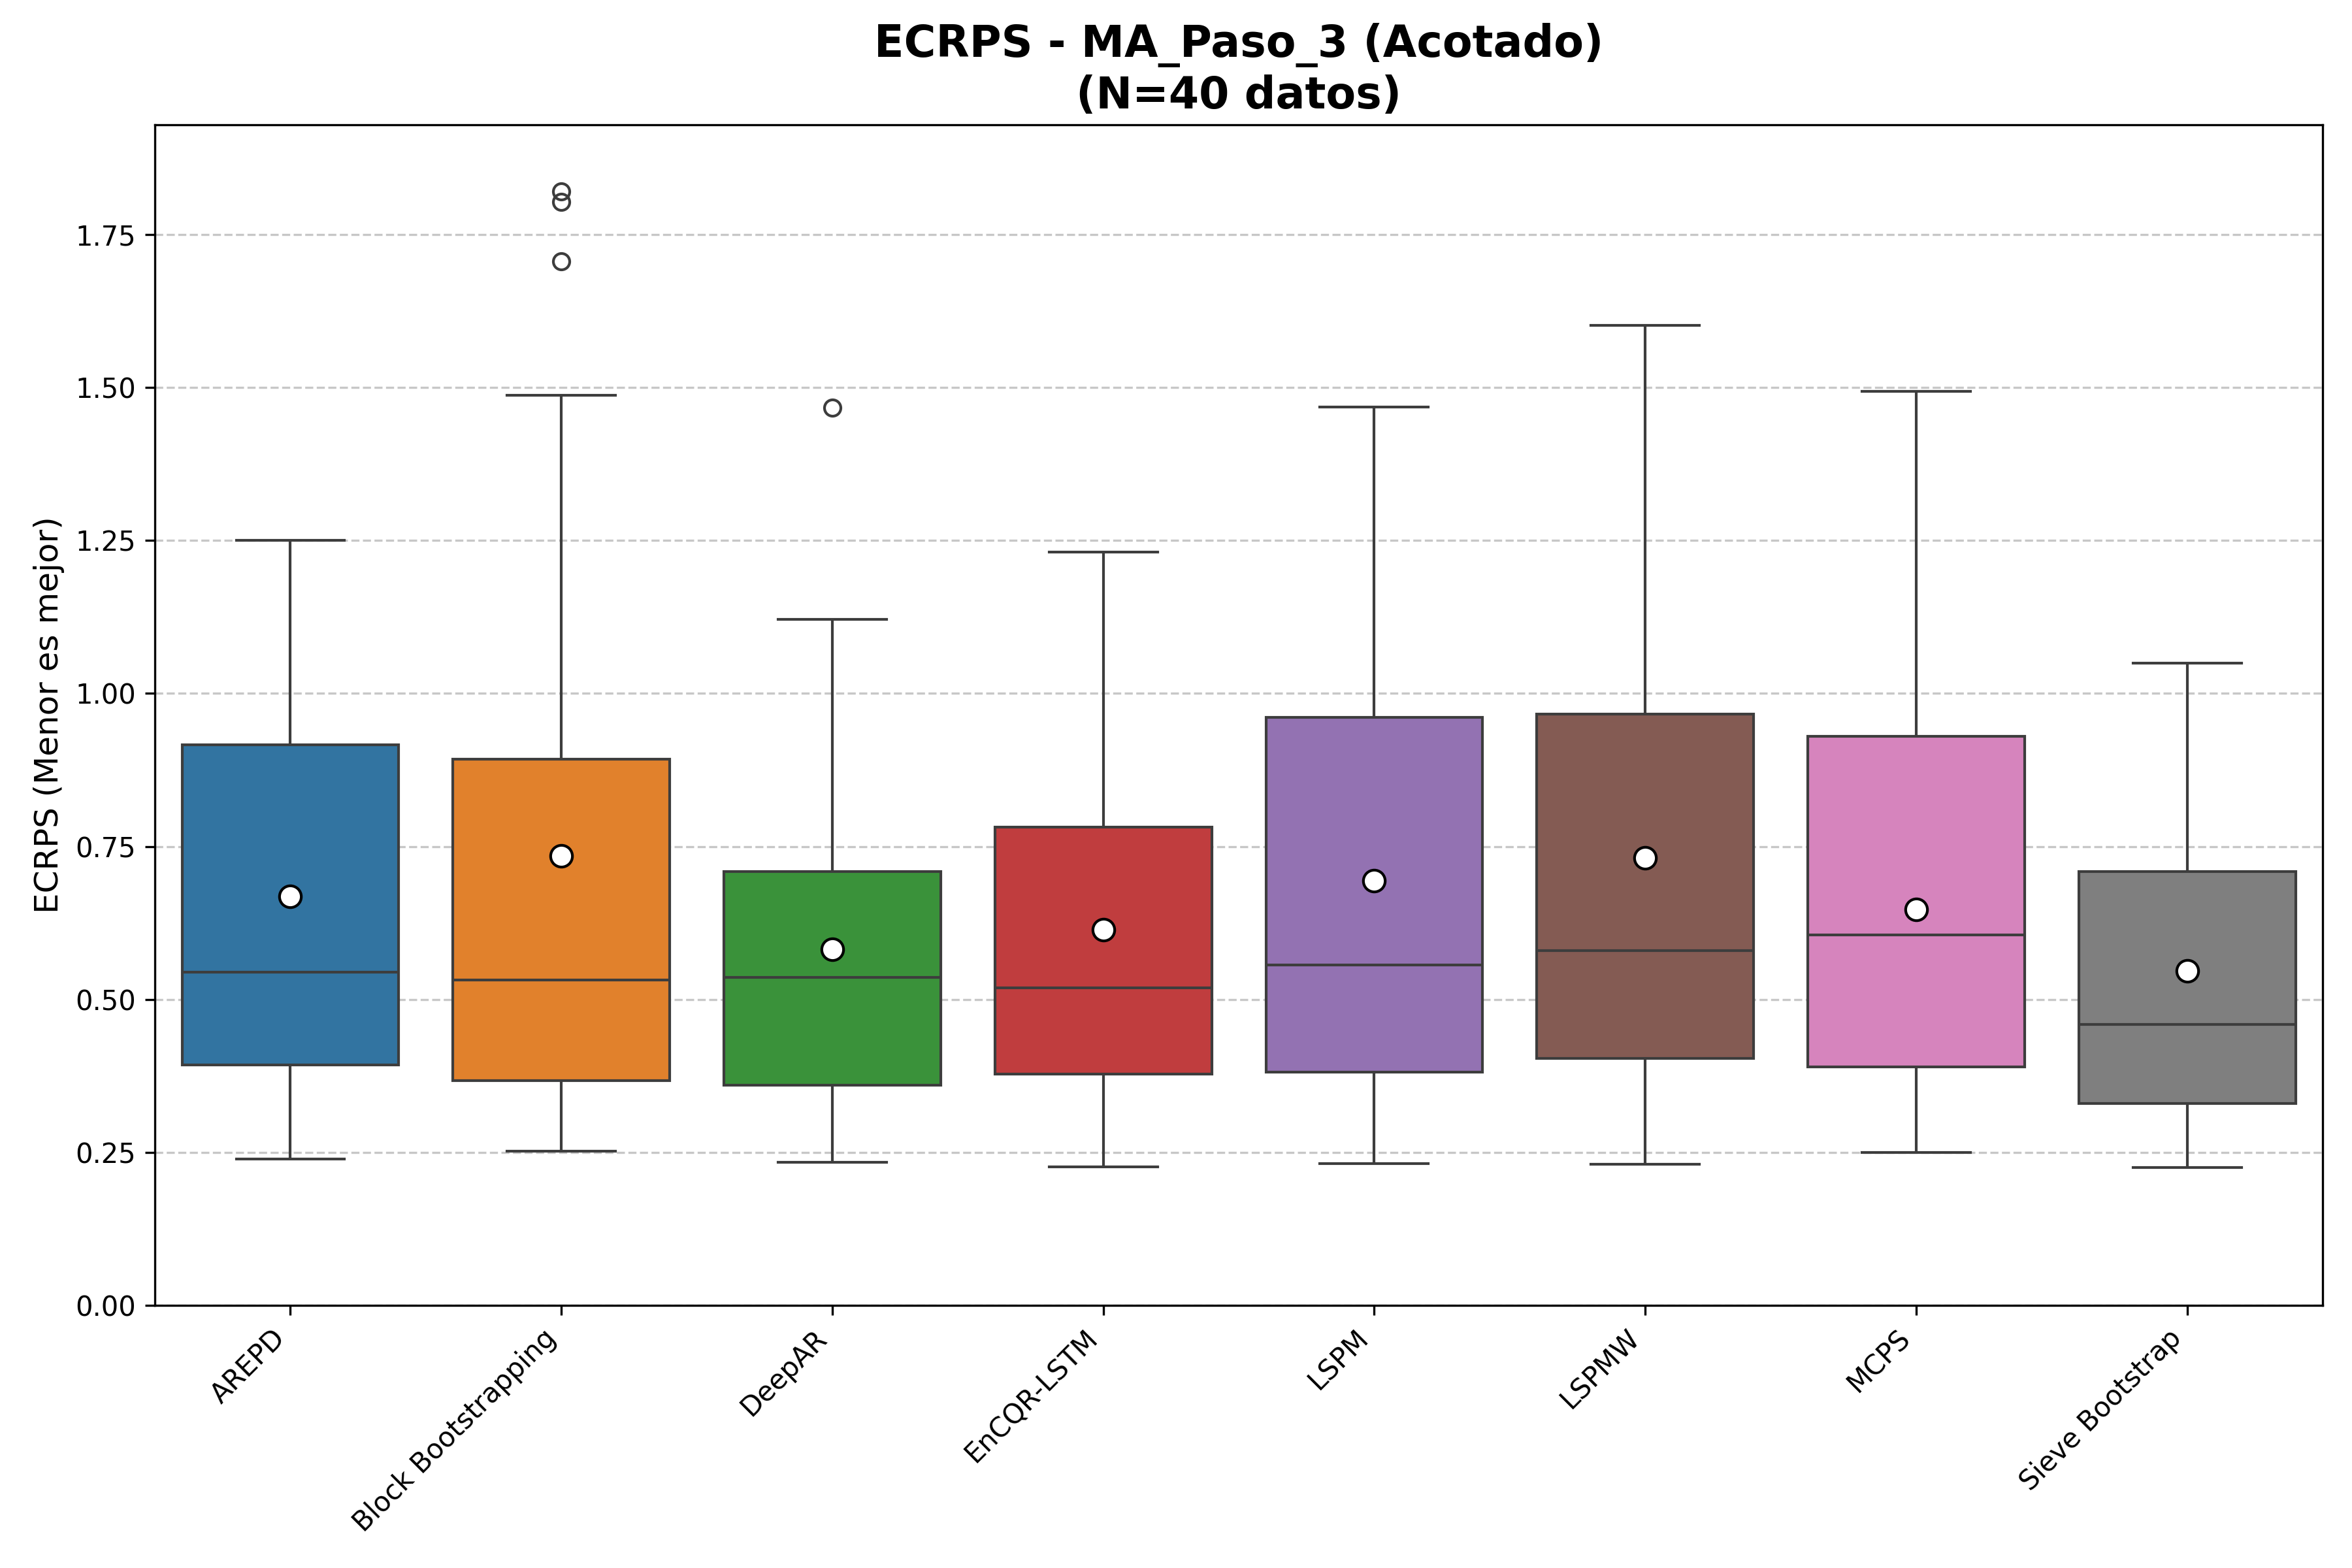 ECRPS - MA_Paso_3 (Acotado)
(N=40 datos)
ECRPS (Menor es mejor)
1.75
1.50
1.25
1.00
0.75
0.50
0.25
0.00
AREPD
Block Bootstrapping
DeepAR
EnCQR-LSTM
LSPM
LSPMW
MCPS
Sieve Bootstrap